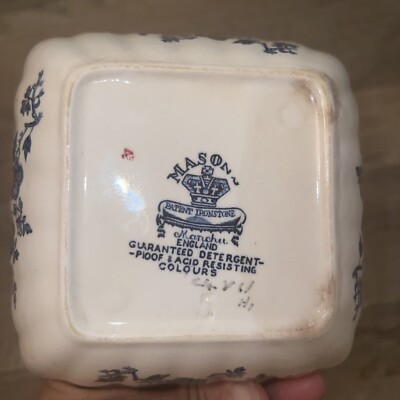 MASON'S
PATENT IRONSTONE
Manchu
ENGLAND
GUARANTEED DETERGENT-
-PROOF & ACID RESISTING
COLOURS